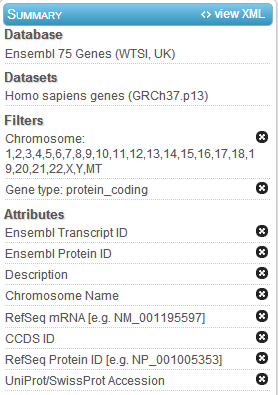 SUMMARY <> view XML
Database
Ensembl 75 Genes (WTSI, UK)
Datasets
Homo sapiens genes (GRCh37.p13)
Filters
Chromosome:
1,2,3,4,5,6,7,8,9,10,11,12,13,14,15,16,17,18,1
9,20,21,22,X,Y,MT
Gene type: protein_coding
Attributes
Ensembl Transcript ID
Ensembl Protein ID
Description
Chromosome Name
RefSeq mRNA [e.g. NM_001195597]
CCDS ID
RefSeq Protein ID [e.g. NP_001005353]
UniProt/SwissProt Accession